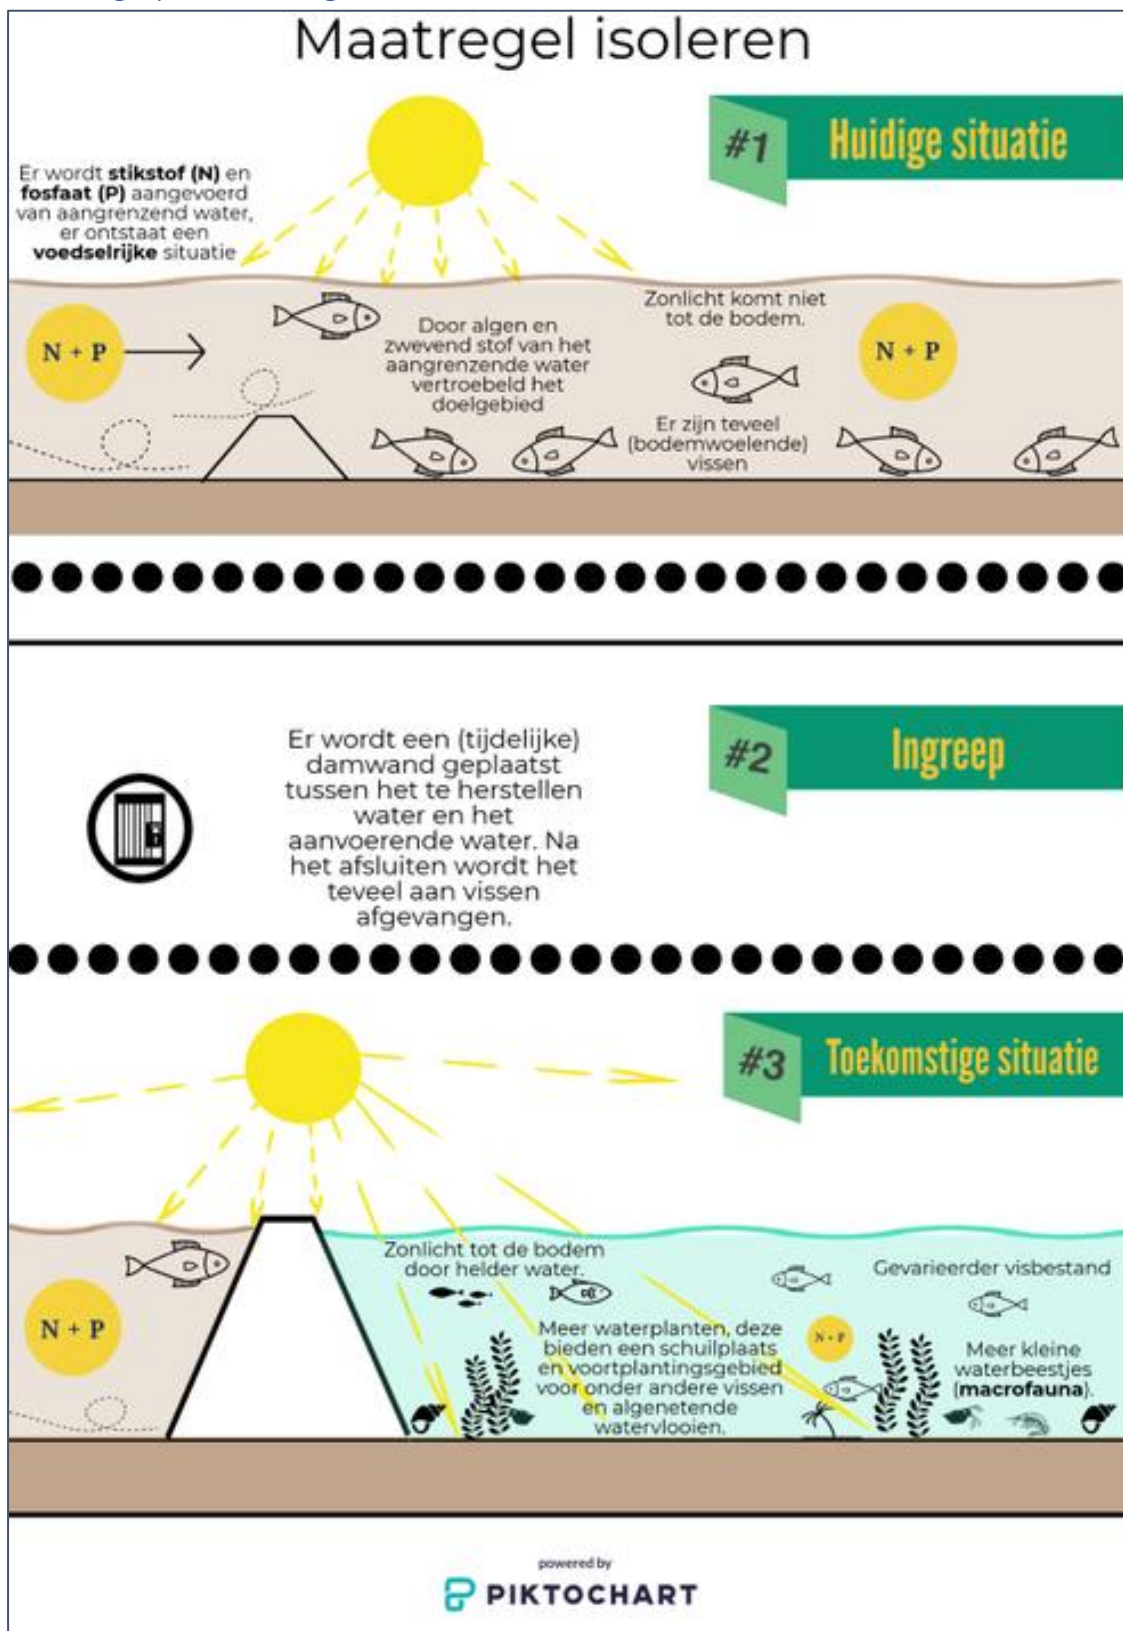 Maatregel isoleren
#1
Huidige situatie
Er wordt stikstof (N) en
fosfaat (P) aangevoerd
van aangrenzend water,
er ontstaat een
voedselrijke situatie
N + P
Door algen en
zwevend stof van het
aangrenzende water
vertroebeld het
doelgebied
Zonlicht komt niet
tot de bodem.
Er zijn teveel
(bodemwoelende)
vissen
N + P
#2
Ingreep
Er wordt een (tijdelijke)
damwand geplaatst
tussen het te herstellen
water en het
aanvoerende water. Na
het afsluiten wordt het
teveel aan vissen
afgevangen.
#3
Toekomstige situatie
N + P
Zonlicht tot de bodem
door helder water.
Meer waterplanten, deze
bieden een schuilplaats
en voortplantingsgebied
voor onder andere vissen
en algenetende
watervlooien.
N + P
Gevarieerder visbestand
Meer kleine
waterbeestjes
(macrofauna).
powered by
PIKTOCHART